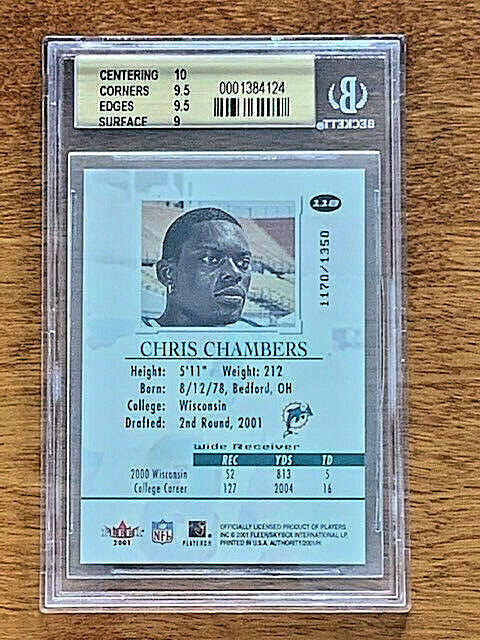 CENTERING 10
CORNERS 9.5
EDGES 9.5
SURFACE 9
0001384124
B
BECKETT
118
1170/1350
CHRIS CHAMBERS
Height: 5'11" Weight: 212
Born: 8/12/78, Bedford, OH
College: Wisconsin
Drafted: 2nd Round, 2001
Wide Receiver
REC YDS TD
2000 Wisconsin 52 813 5
College Career 127 2004 16
FLEER
2001
NFL
PLAYERS
OFFICIALLY LICENSED PRODUCT OF PLAYERS
INC © 2001 FLEER/SKYBOX INTERNATIONAL LP.
PRINTED IN U.S.A. AUTHORITY/2001/H